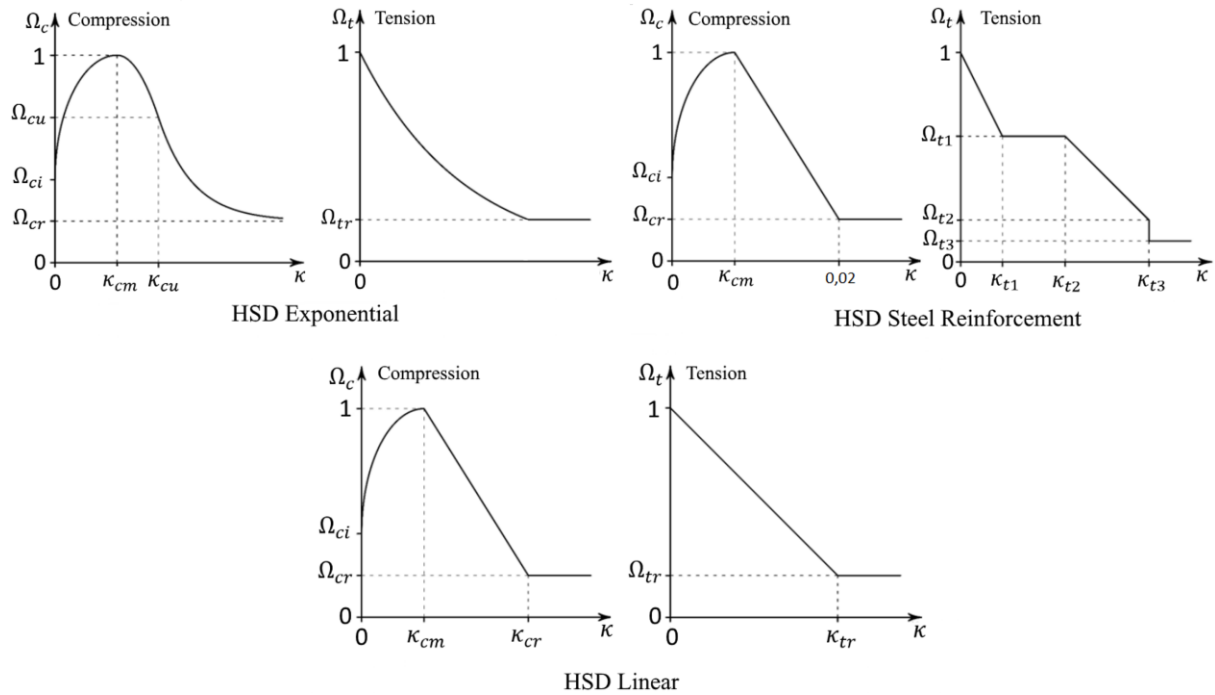 Ω_c Compression
1
Ω_cu
Ω_ci
Ω_cr
0
0 κ_cm κ_cu κ
Ω_t Tension
1
Ω_tr
0
0 κ
HSD Exponential
Ω_c Compression
1
Ω_ci
Ω_cr
0
0 κ_cm 0,02 κ
Ω_t Tension
1
Ω_t1
Ω_t2
Ω_t3
0
0 κ_t1 κ_t2 κ_t3 κ
HSD Steel Reinforcement
Ω_c Compression
1
Ω_ci
Ω_cr
0
0 κ_cm κ_cr κ
Ω_t Tension
1
Ω_tr
0
0 κ_tr κ
HSD Linear